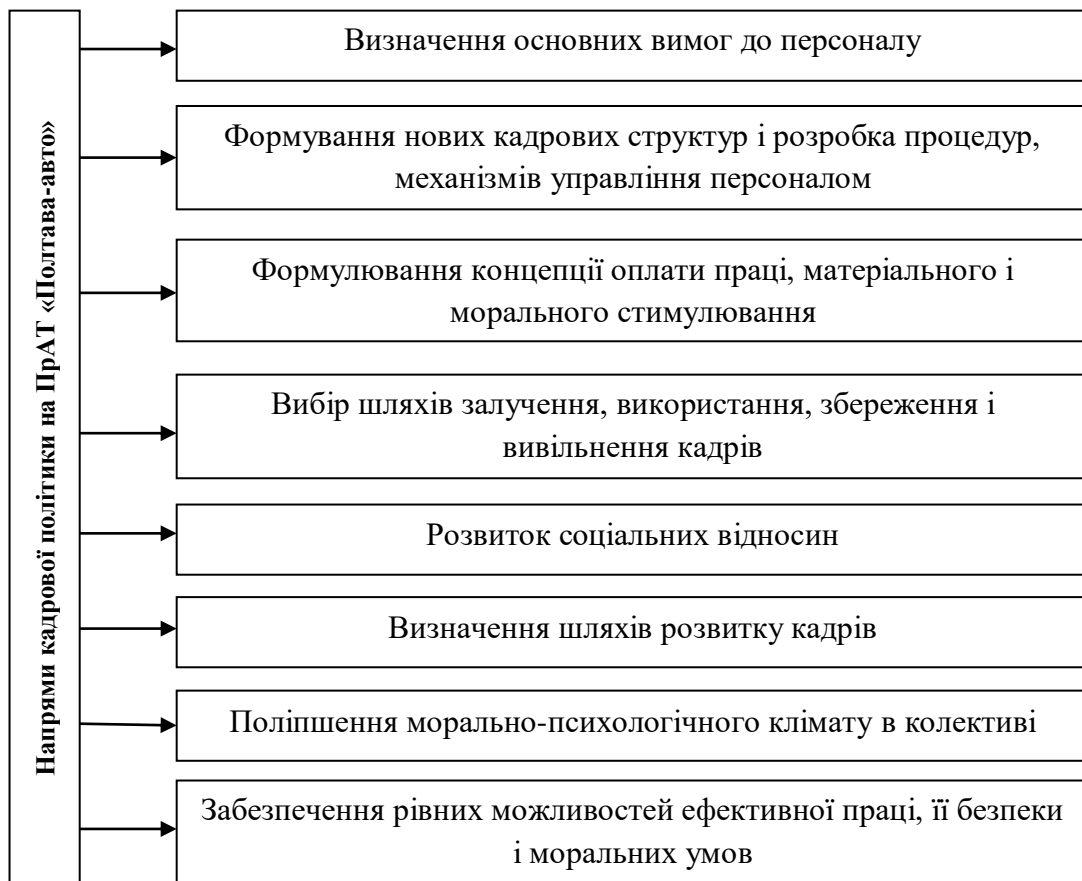 Напрями кадрової політики на ПрАТ «Полтава-авто»
Визначення основних вимог до персоналу
Формування нових кадрових структур і розробка процедур,
механізмів управління персоналом
Формулювання концепції оплати праці, матеріального і
морального стимулювання
Вибір шляхів залучення, використання, збереження і
вивільнення кадрів
Розвиток соціальних відносин
Визначення шляхів розвитку кадрів
Поліпшення морально-психологічного клімату в колективі
Забезпечення рівних можливостей ефективної праці, її безпеки
і моральних умов